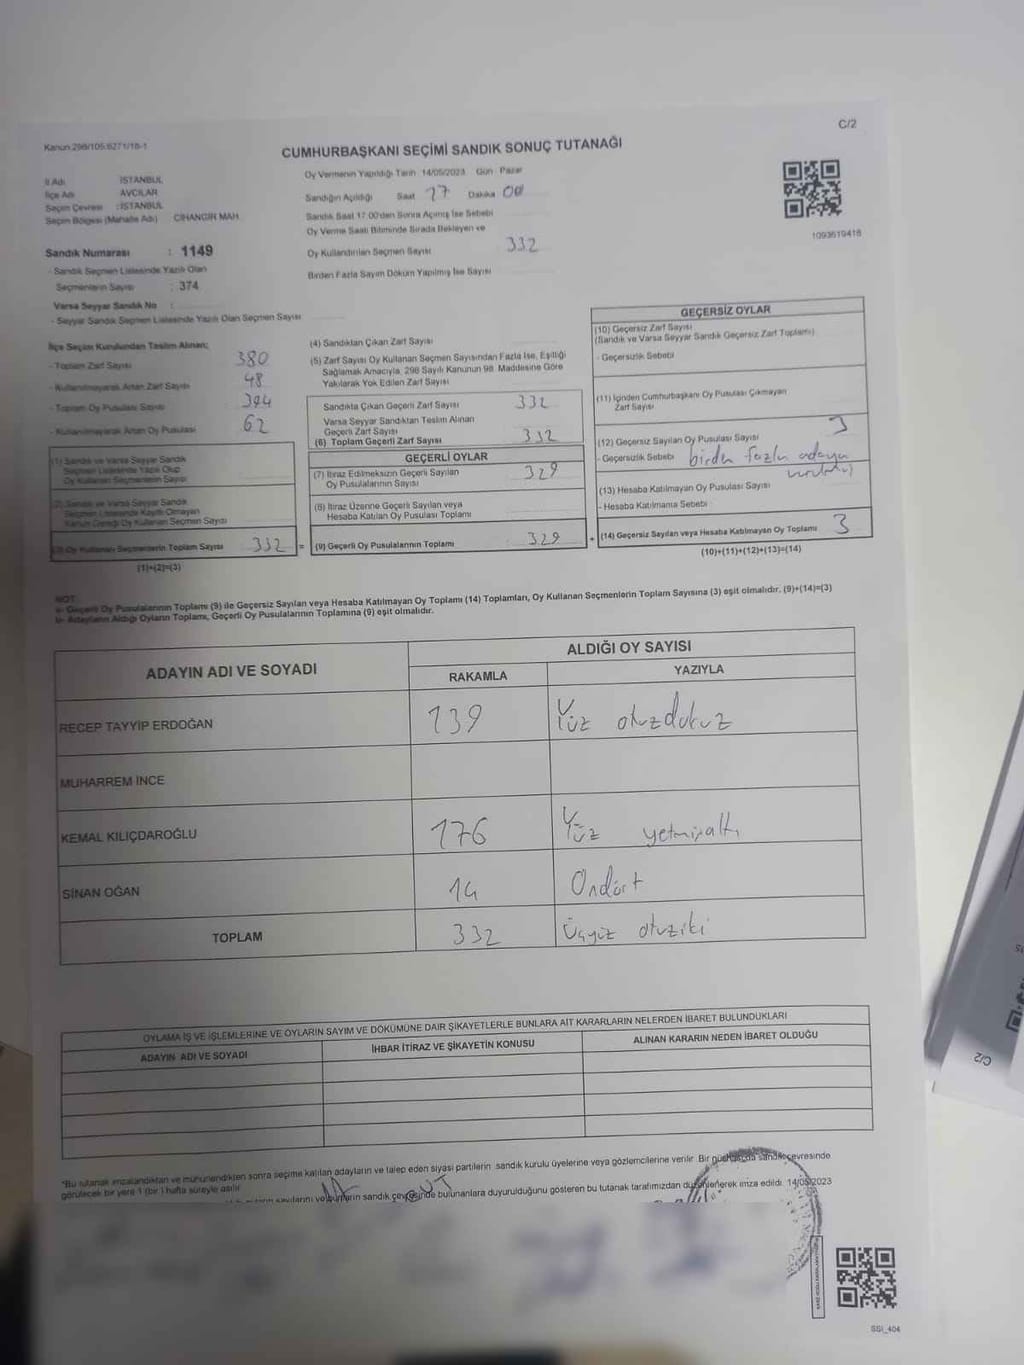 C/2
Kanun:298/105,6271/18-1
CUMHURBAŞKANI SEÇİMİ SANDIK SONUÇ TUTANAĞI
İl Adı : İSTANBUL
İlçe Adı : AVCILAR
Seçim Çevresi : İSTANBUL
Seçim Bölgesi (Mahalle Adı) CİHANGİR MAH.
Sandık Numarası : 1149
- Sandık Seçmen Listesinde Yazılı Olan
Seçmenlerin Sayısı : 374
Varsa Seyyar Sandık No :
- Seyyar Sandık Seçmen Listesinde Yazılı Olan Seçmen Sayısı
Oy Vermenin Yapıldığı Tarih 14/05/2023 Gün : Pazar
Sandığın Açıldığı Saat 17 Dakika 00
Sandık Saat 17.00'den Sonra Açılmış İse Sebebi
Oy Verme Saati Bitiminde Sırada Bekleyen ve
Oy Kullandırılan Seçmen Sayısı 332
Birden Fazla Sayım Döküm Yapılmış İse Sayısı
1093619418
İlçe Seçim Kurulundan Teslim Alınan;
- Toplam Zarf Sayısı 380
- Kullanılmayarak Artan Zarf Sayısı 48
- Toplam Oy Pusulası Sayısı 394
- Kullanılmayarak Artan Oy Pusulası 62
(1) Sandık ve Varsa Seyyar Sandık
Seçmen Listesinde Yazılı Olup
Oy Kullanan Seçmenlerin Sayısı
(2) Sandık ve Varsa Seyyar Sandık
Seçmen Listesinde Kayıtlı Olmayan
Kanun Gereği Oy Kullanan Seçmen Sayısı
(3) Oy Kullanan Seçmenlerin Toplam Sayısı 332 =
(1)+(2)=(3)
(4) Sandıktan Çıkan Zarf Sayısı
(5) Zarf Sayısı Oy Kullanan Seçmen Sayısından Fazla İse, Eşitliği
Sağlamak Amacıyla, 298 Sayılı Kanunun 98. Maddesine Göre
Yakılarak Yok Edilen Zarf Sayısı
Sandıkta Çıkan Geçerli Zarf Sayısı 332
Varsa Seyyar Sandıktan Teslim Alınan
Geçerli Zarf Sayısı
(6) Toplam Geçerli Zarf Sayısı 332
GEÇERLİ OYLAR
(7) İtiraz Edilmeksizin Geçerli Sayılan
Oy Pusulalarının Sayısı 329
(8) İtiraz Üzerine Geçerli Sayılan veya
Hesaba Katılan Oy Pusulası Toplamı
(9) Geçerli Oy Pusulalarının Toplamı 329 +
GEÇERSİZ OYLAR
(10) Geçersiz Zarf Sayısı
(Sandık ve Varsa Seyyar Sandık Geçersiz Zarf Toplamı)
- Geçersizlik Sebebi
(11) İçinden Cumhurbaşkanı Oy Pusulası Çıkmayan
Zarf Sayısı
(12) Geçersiz Sayılan Oy Pusulası Sayısı 3
- Geçersizlik Sebebi birden fazla adaya
(13) Hesaba Katılmayan Oy Pusulası Sayısı
- Hesaba Katılmama Sebebi
(14) Geçersiz Sayılan veya Hesaba Katılmayan Oy Toplamı 3
(10)+(11)+(12)+(13)=(14)
NOT:
a- Geçerli Oy Pusulalarının Toplamı (9) ile Geçersiz Sayılan veya Hesaba Katılmayan Oy Toplamı (14) Toplamları, Oy Kullanan Seçmenlerin Toplam Sayısına (3) eşit olmalıdır. (9)+(14)=(3)
b- Adayların Aldığı Oyların Toplamı, Geçerli Oy Pusulalarının Toplamına (9) eşit olmalıdır.
ADAYIN ADI VE SOYADI ALDIĞI OY SAYISI
RAKAMLA YAZIYLA
RECEP TAYYİP ERDOĞAN 139 Yüz otuzdokuz
MUHARREM İNCE
KEMAL KILIÇDAROĞLU 176 Yüz yetmişaltı
SİNAN OĞAN 14 Ondört
TOPLAM 332 Üçyüz otuziki
OYLAMA İŞ VE İŞLEMLERİNE VE OYLARIN SAYIM VE DÖKÜMÜNE DAİR ŞİKAYETLERLE BUNLARA AİT KARARLARIN NELERDEN İBARET BULUNDUKLARI
ADAYIN ADI VE SOYADI İHBAR İTİRAZ VE ŞİKAYETİN KONUSU ALINAN KARARIN NEDEN İBARET OLDUĞU
*Bu tutanak imzalandıktan ve mühürlendikten sonra seçime katılan adayların ve talep eden siyasi partilerin sandık kurulu üyelerine veya gözlemcilerine verilir. Bir sandık çevresinde
görülecek bir yere 1 (bir) hafta süreyle asılır.
sandık çevresinde bulunanlara duyurulduğunu gösteren bu tutanak tarafımızdan düzenlenerek imza edildi. 14/05/2023
SSI_404
C/2